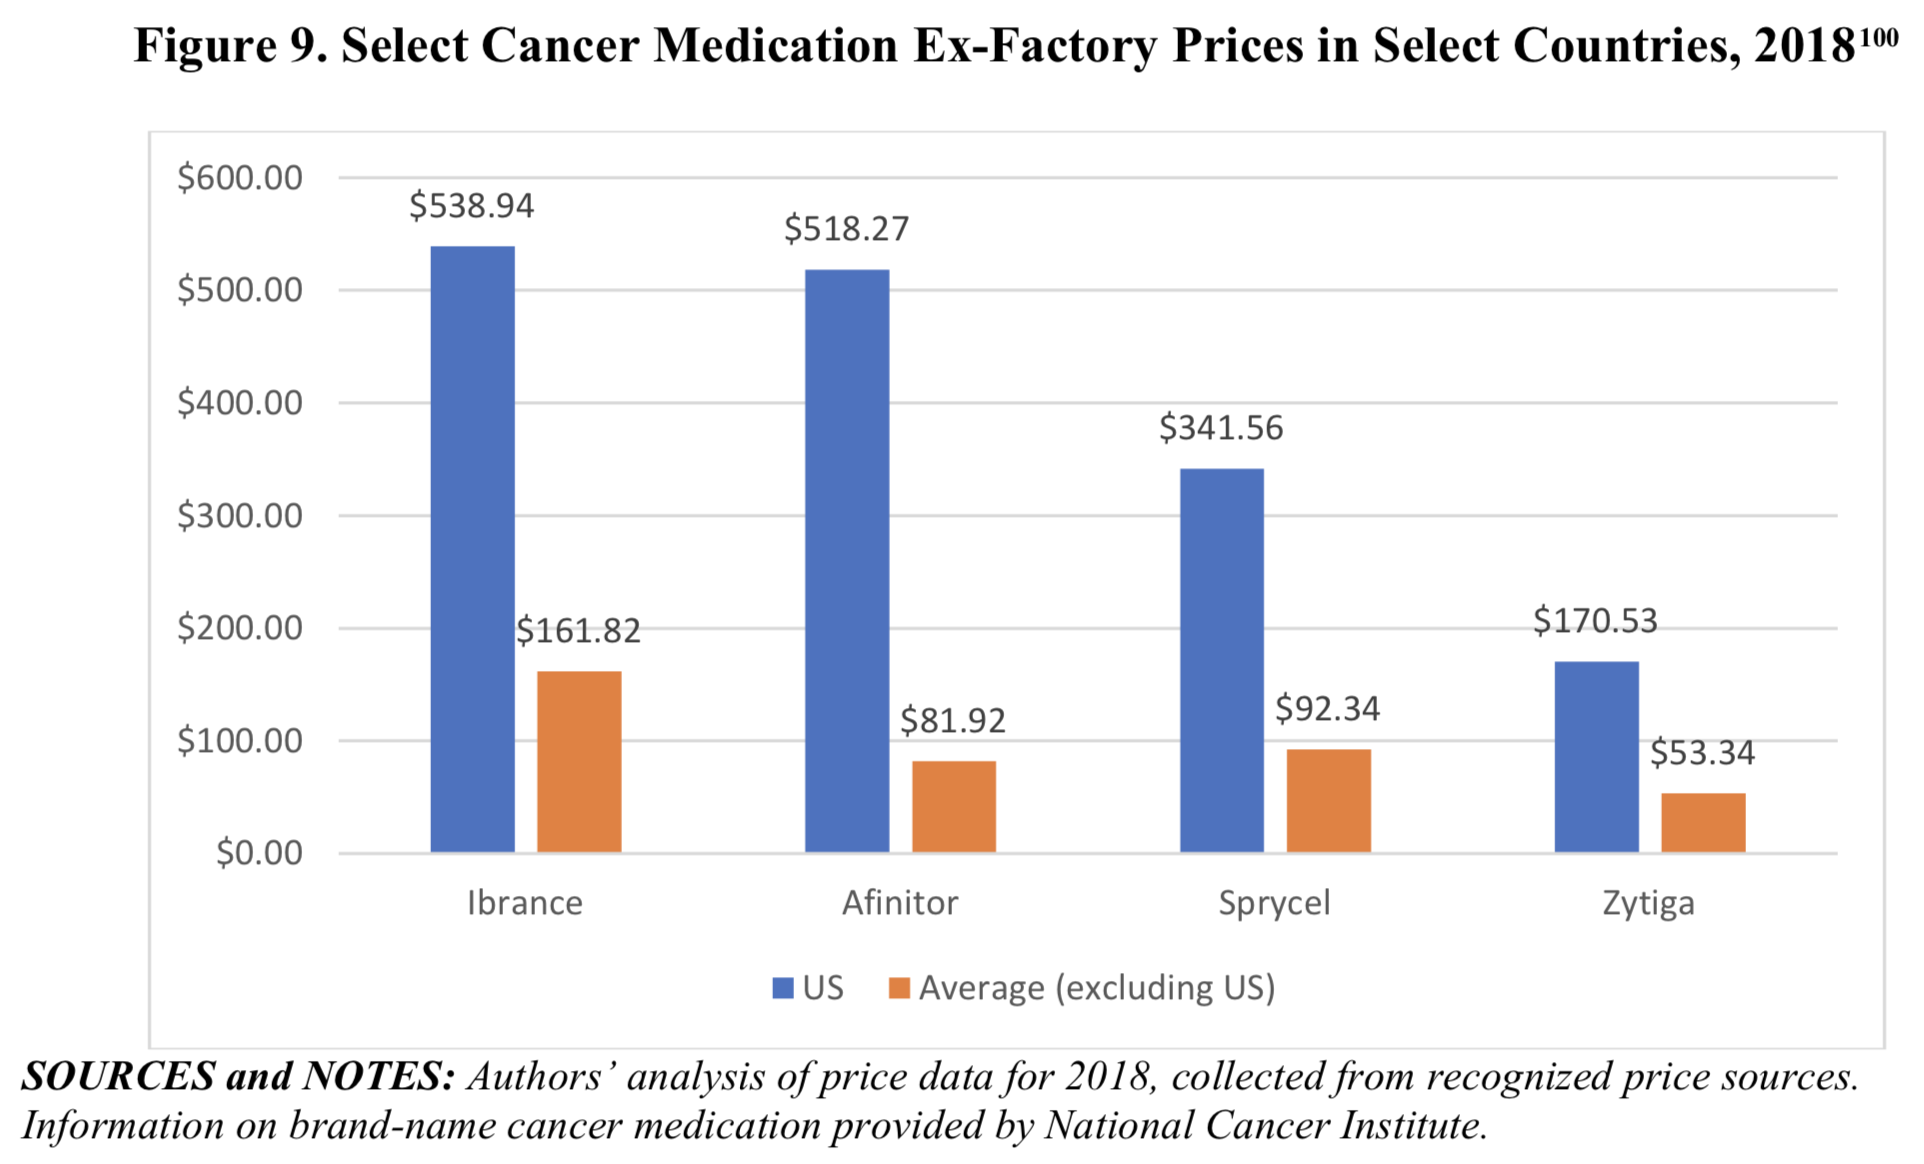 Figure 9. Select Cancer Medication Ex-Factory Prices in Select Countries, 2018¹⁰⁰
$600.00
$500.00
$400.00
$300.00
$200.00
$100.00
$0.00
$538.94
$161.82
$518.27
$81.92
$341.56
$92.34
$170.53
$53.34
Ibrance
Afinitor
Sprycel
Zytiga
US
Average (excluding US)
SOURCES and NOTES: Authors’ analysis of price data for 2018, collected from recognized price sources.
Information on brand-name cancer medication provided by National Cancer Institute.